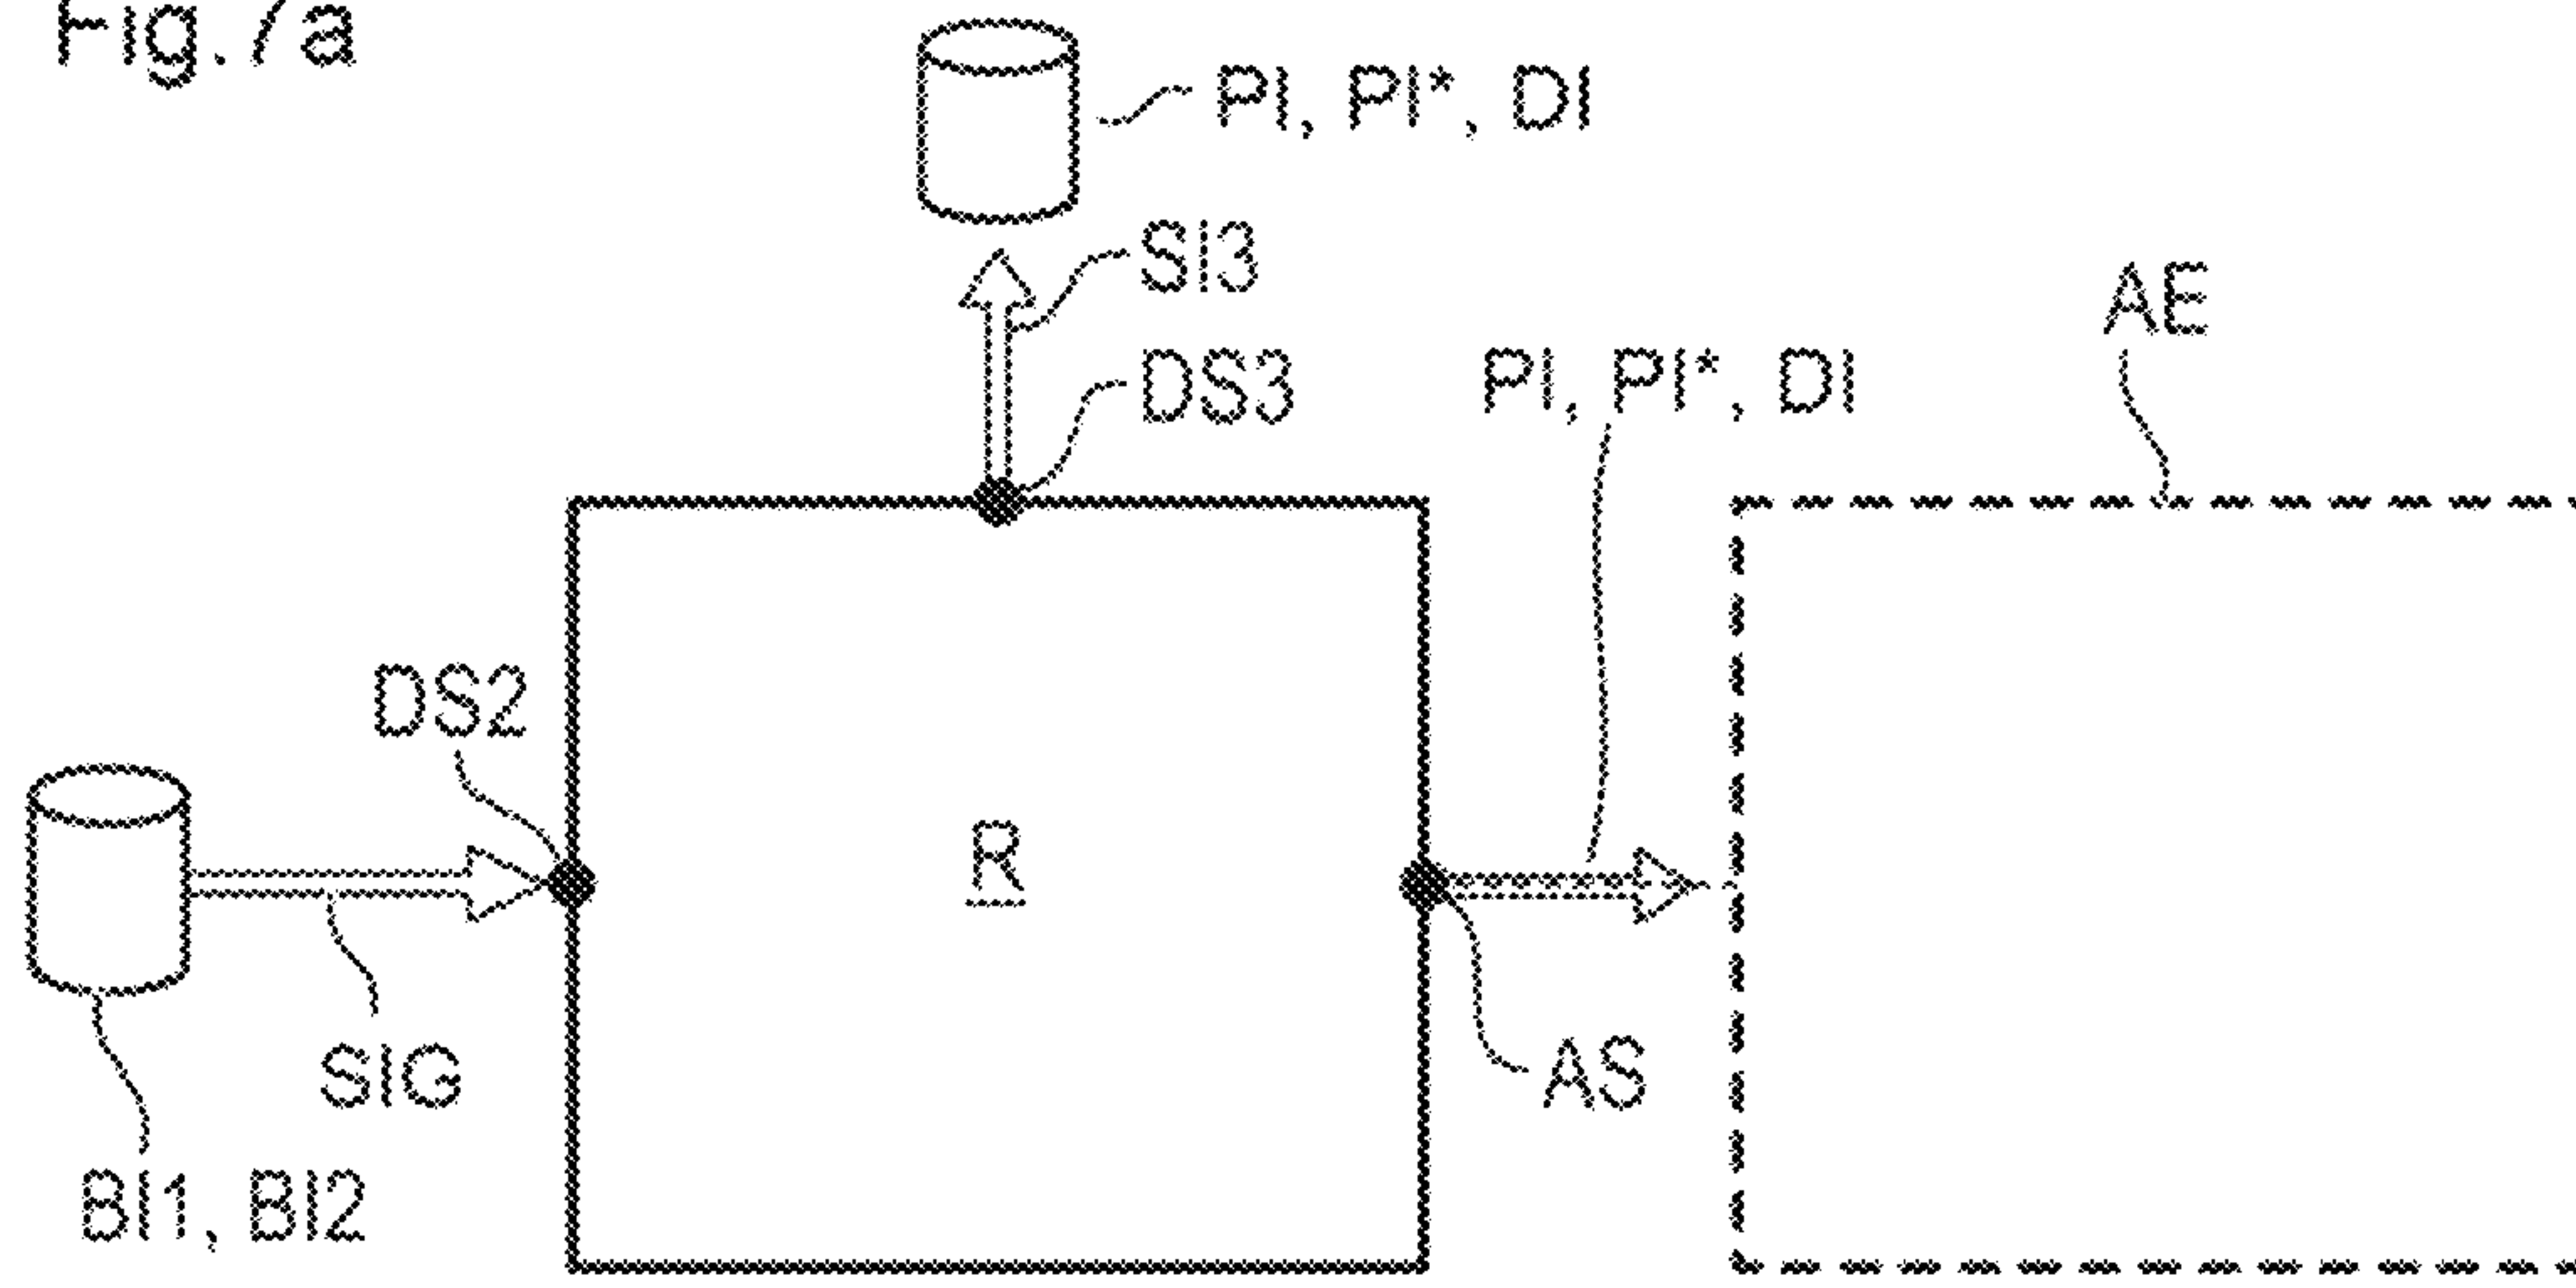 Fig.7a
PI, PI*, DI
SI3
AE
DS3
PI, PI*, DI
DS2
R
SIG
AS
BI1, BI2